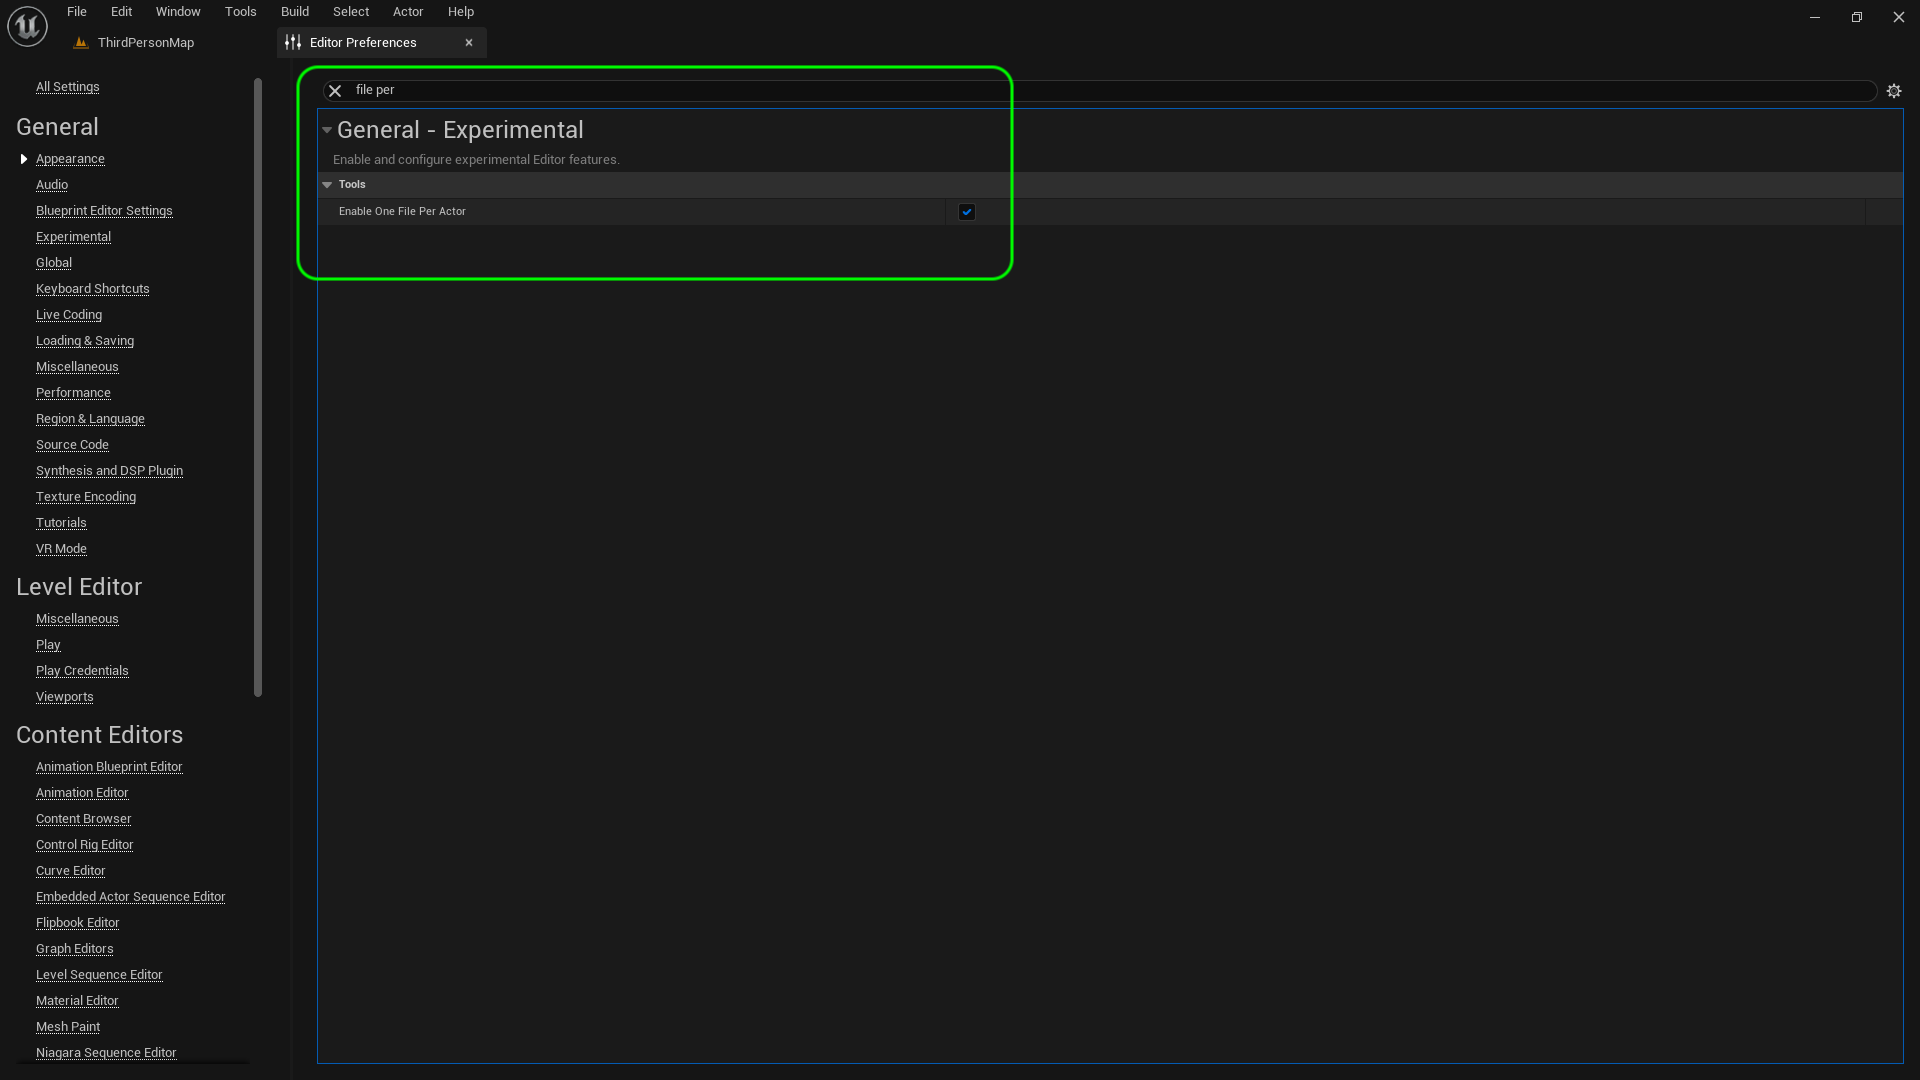 File Edit Window Tools Build Select Actor Help
ThirdPersonMap
Editor Preferences
All Settings
General
Appearance
Audio
Blueprint Editor Settings
Experimental
Global
Keyboard Shortcuts
Live Coding
Loading & Saving
Miscellaneous
Performance
Region & Language
Source Code
Synthesis and DSP Plugin
Texture Encoding
Tutorials
VR Mode
Level Editor
Miscellaneous
Play
Play Credentials
Viewports
Content Editors
Animation Blueprint Editor
Animation Editor
Content Browser
Control Rig Editor
Curve Editor
Embedded Actor Sequence Editor
Flipbook Editor
Graph Editors
Level Sequence Editor
Material Editor
Mesh Paint
Niagara Sequence Editor
file per
General - Experimental
Enable and configure experimental Editor features.
Tools
Enable One File Per Actor